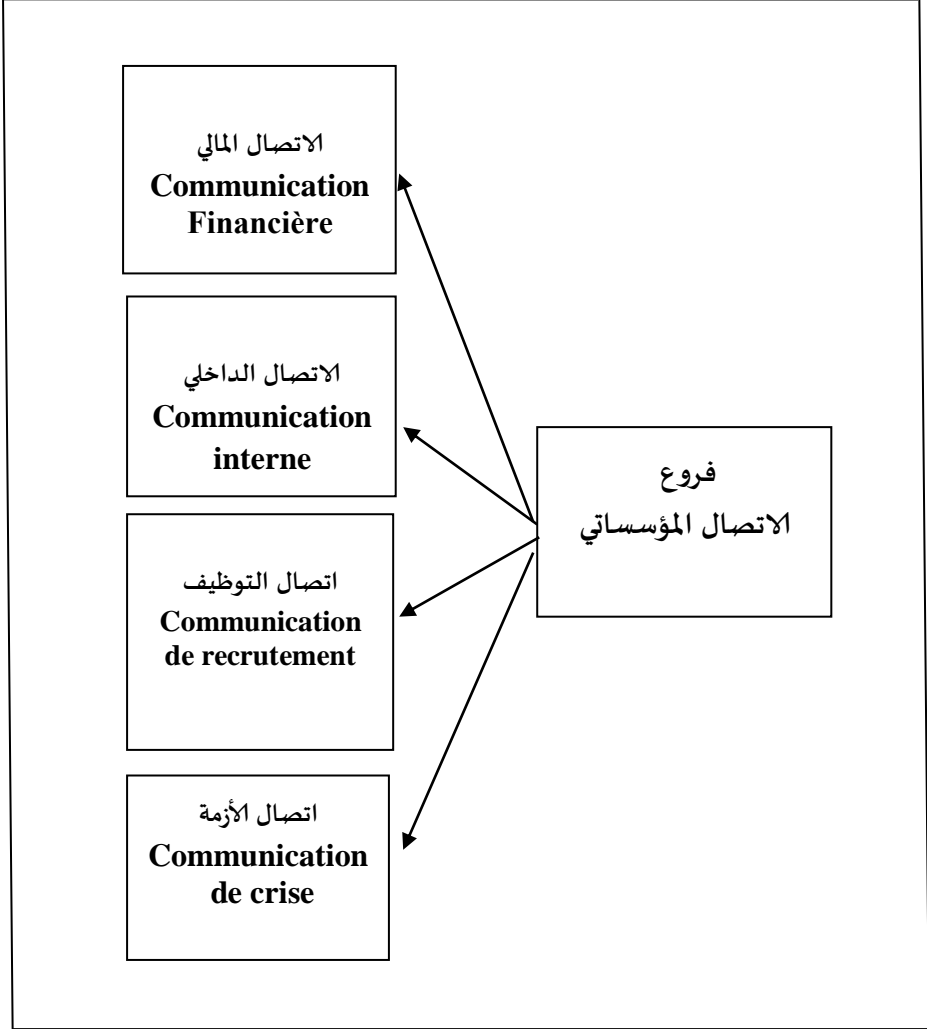 الاتصال المالي
Communication
Financière
الاتصال الداخلي
Communication
interne
فروع
الاتصال المؤسساتي
اتصال التوظيف
Communication
de recrutement
اتصال الأزمة
Communication
de crise